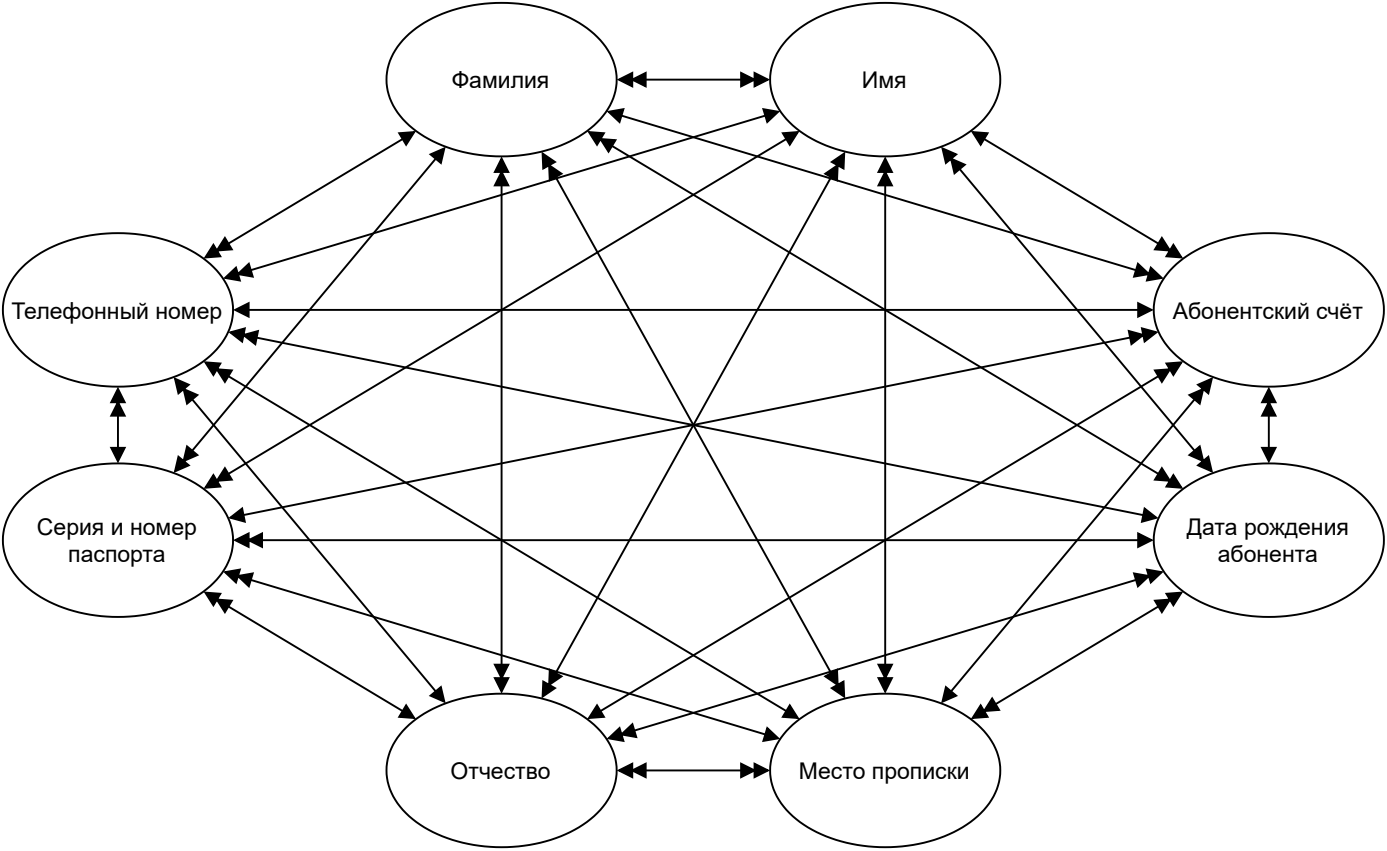 Фамилия
Имя
Телефонный номер
Абонентский счёт
Серия и номер
паспорта
Дата рождения
абонента
Отчество
Место прописки